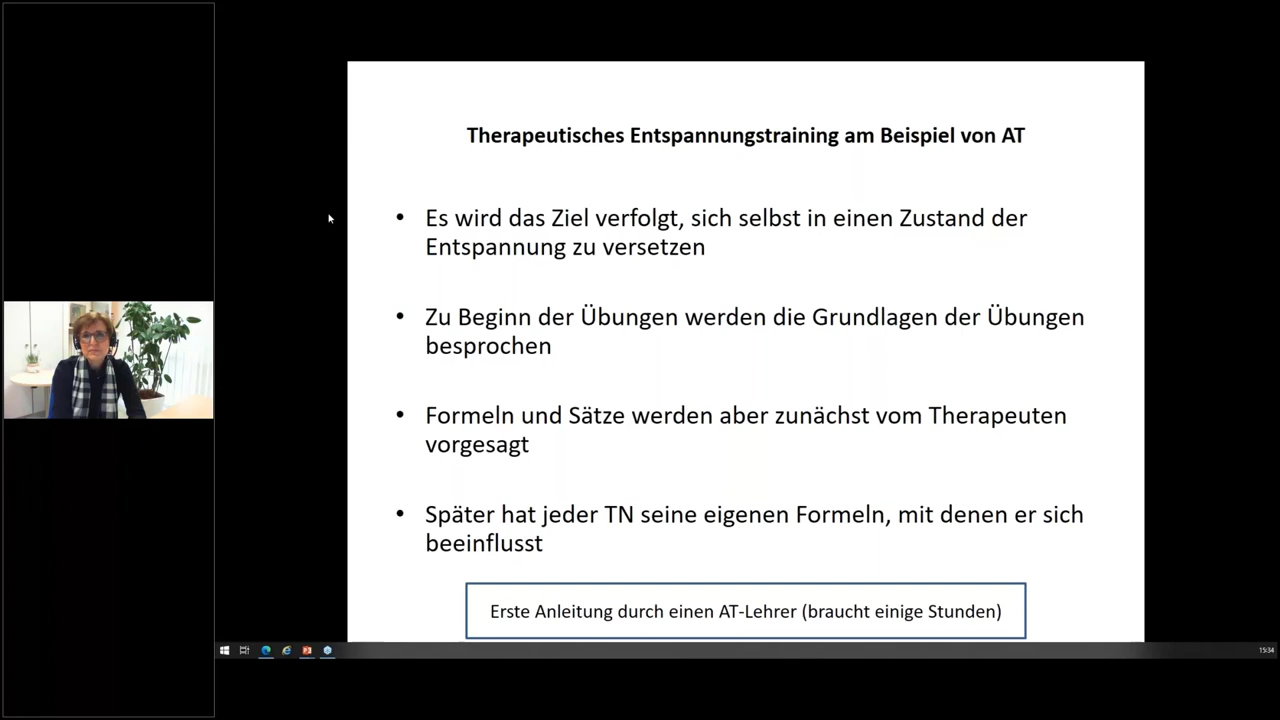 Therapeutisches Entspannungstraining am Beispiel von AT
• Es wird das Ziel verfolgt, sich selbst in einen Zustand der
Entspannung zu versetzen
• Zu Beginn der Übungen werden die Grundlagen der Übungen
besprochen
• Formeln und Sätze werden aber zunächst vom Therapeuten
vorgesagt
• Später hat jeder TN seine eigenen Formeln, mit denen er sich
beeinflusst
Erste Anleitung durch einen AT-Lehrer (braucht einige Stunden)
15:34